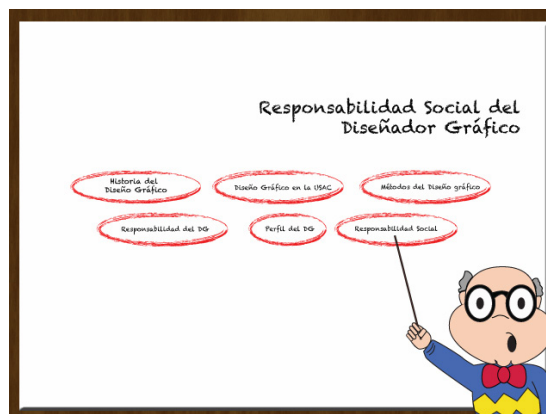 Responsabilidad Social del
Diseñador Gráfico
Historia del
Diseño Gráfico
Diseño Gráfico en la USAC
Métodos del Diseño gráfico
Responsabilidad del DG
Perfil del DG
Responsabilidad Social